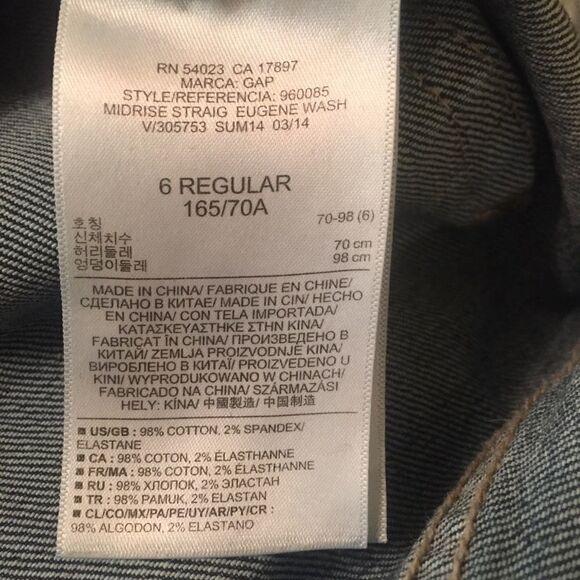 RN 54023 CA 17897
MARCA: GAP
STYLE/REFERENCIA: 960085
MIDRISE STRAIG EUGENE WASH
V/305753 SUM14 03/14
6 REGULAR
165/70A
호칭 70-98 (6)
신체치수
허리둘레 70 cm
엉덩이둘레 98 cm
MADE IN CHINA/ FABRIQUE EN CHINE/
СДЕЛАНО В КИТАЕ/ MADE IN CIN/ HECHO
EN CHINA/ CON TELA IMPORTADA/
ΚΑΤΑΣΚΕΥΑΣΤΗΚΕ ΣΤΗΝ ΚΙΝΑ/
FABRICAT ÎN CHINA/ ПРОИЗВЕДЕНО В
КИТАЙ/ ZEMLJA PROIZVODNJE KINA/
ВИРОБЛЕНО В КИТАЇ/ PROIZVEDENO U
KINI/ WYPRODUKOWANO W CHINACH/
FABRICADO NA CHINA/ SZÁRMAZÁSI
HELY: KÍNA/ 中國製造/ 中国制造
US/GB : 98% COTTON, 2% SPANDEX/
ELASTANE
CA : 98% COTON, 2% ÉLASTHANNE
FR/MA : 98% COTON, 2% ÉLASTHANNE
RU : 98% ХЛОПОК, 2% ЭЛАСТАН
TR : 98% PAMUK, 2% ELASTAN
CL/CO/MX/PA/PE/UY/AR/PY/CR :
98% ALGODON, 2% ELASTANO